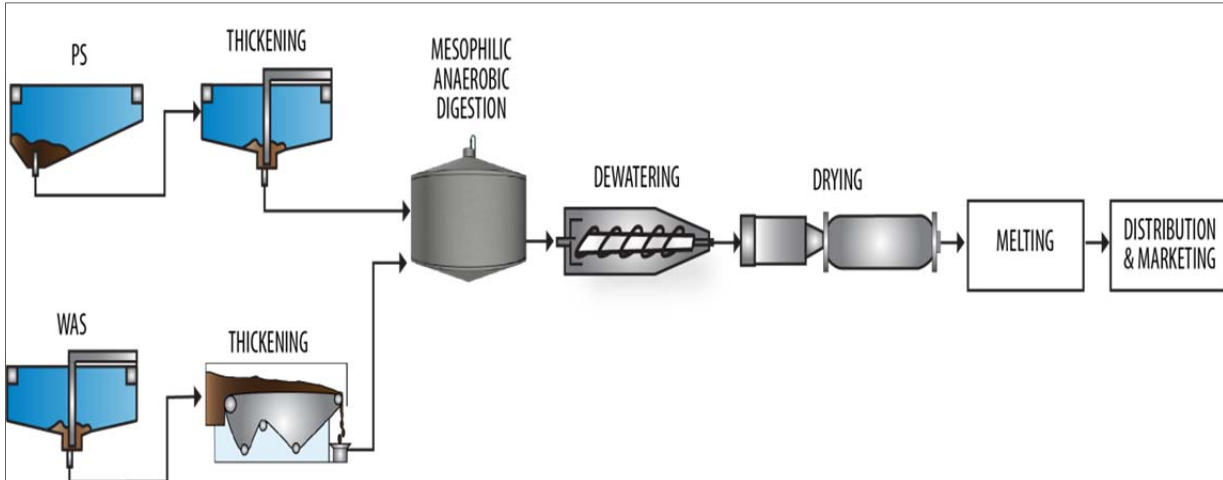 PS
THICKENING
MESOPHILIC
ANAEROBIC
DIGESTION
DEWATERING
DRYING
MELTING
DISTRIBUTION
& MARKETING
WAS
THICKENING